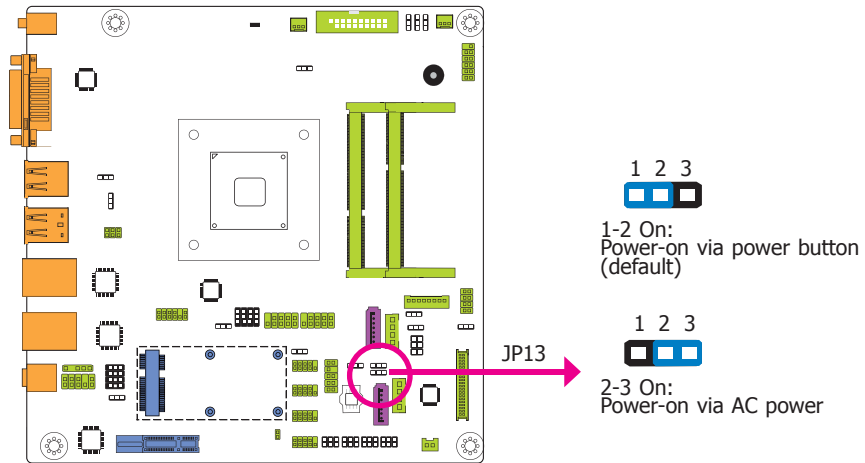 1 2 3
1-2 On:
Power-on via power button
(default)
JP13
1 2 3
2-3 On:
Power-on via AC power